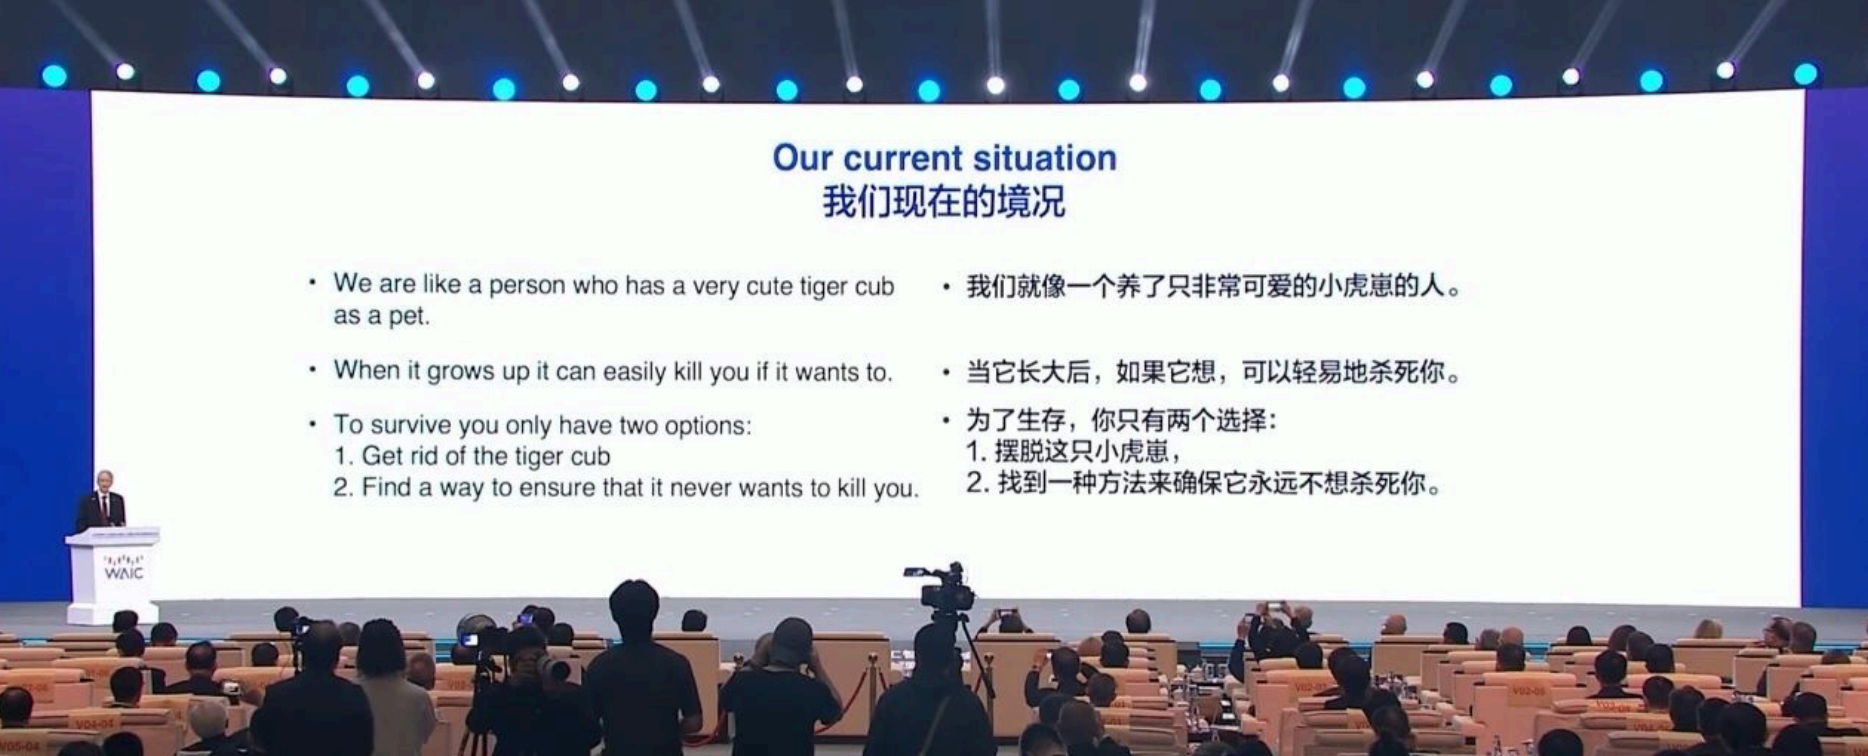 Our current situation
我们现在的境况
• We are like a person who has a very cute tiger cub
as a pet.
• When it grows up it can easily kill you if it wants to.
• To survive you only have two options:
1. Get rid of the tiger cub
2. Find a way to ensure that it never wants to kill you.
• 我们就像一个养了只非常可爱的小虎崽的人。
• 当它长大后，如果它想，可以轻易地杀死你。
• 为了生存，你只有两个选择：
1. 摆脱这只小虎崽，
2. 找到一种方法来确保它永远不想杀死你。
WAIC
V04-04
V05-04
V02-05